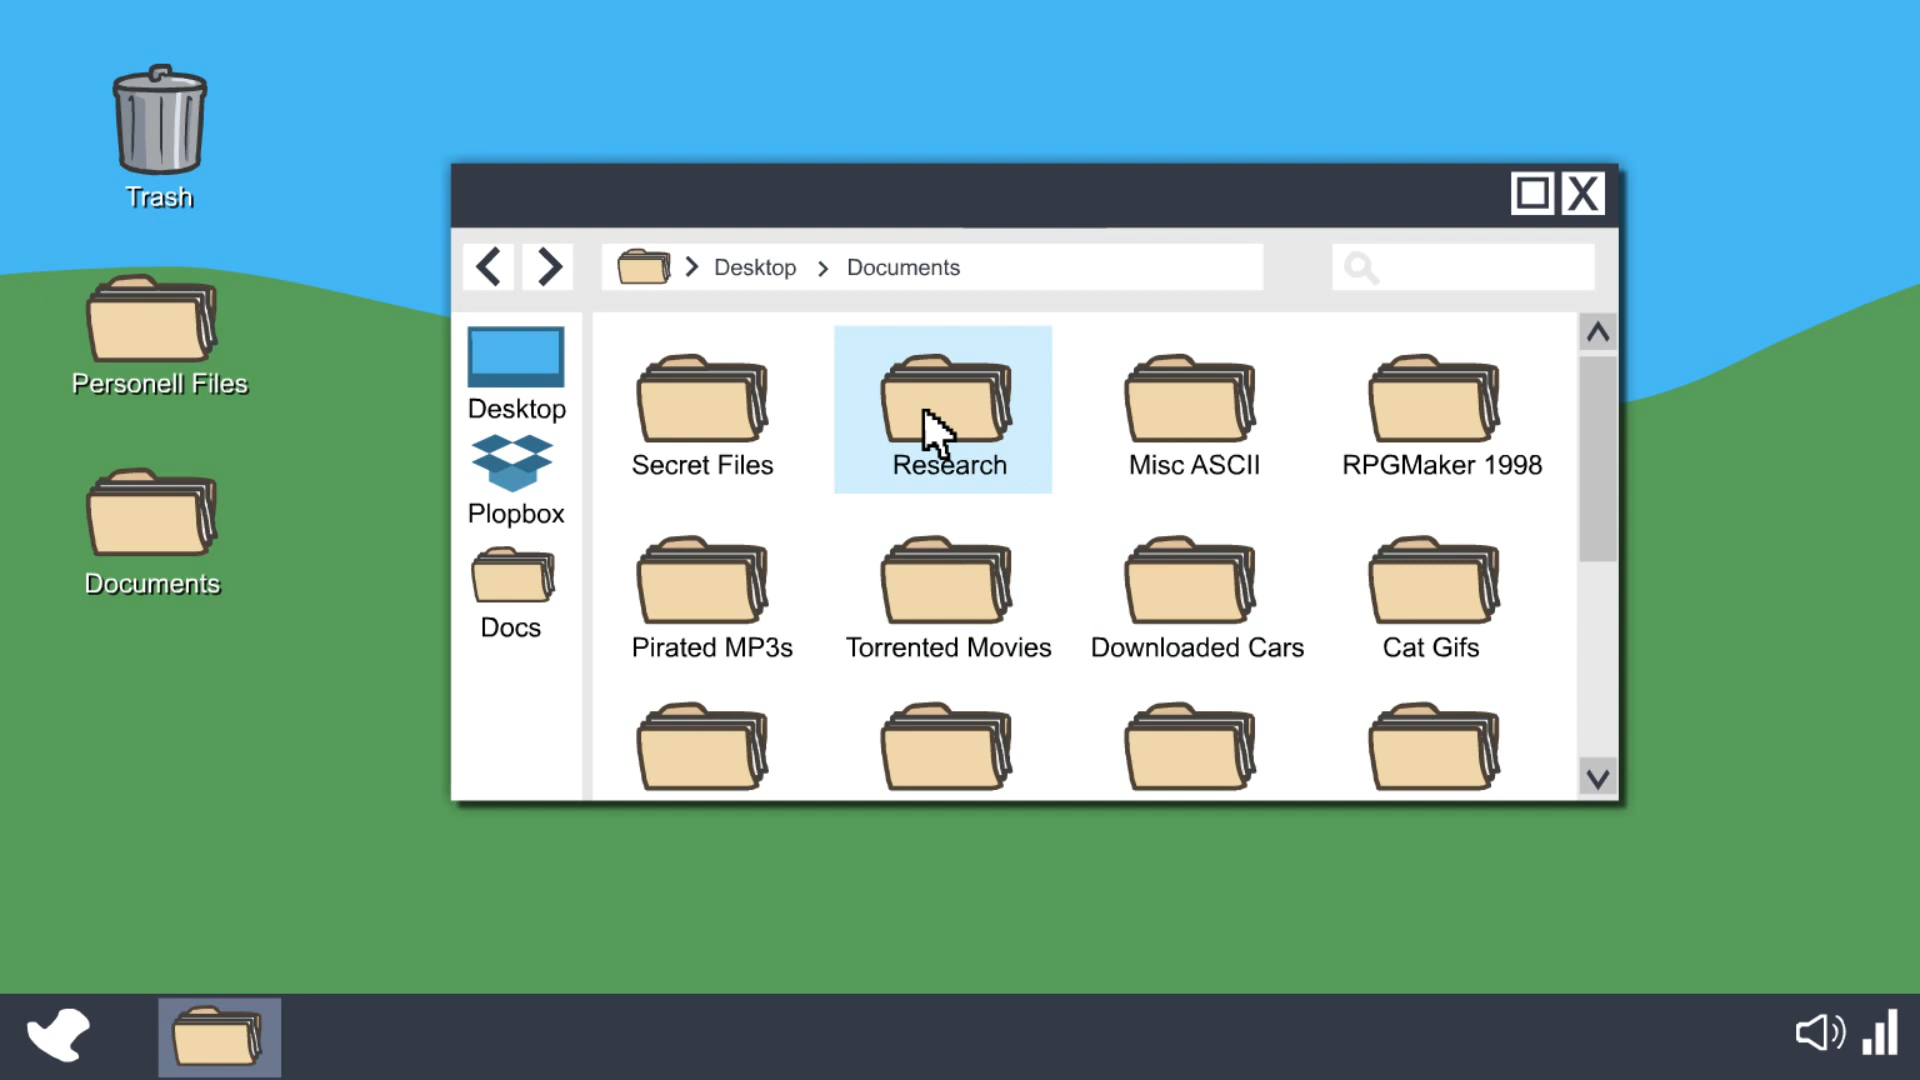 Trash
Personell Files
Documents
X
Desktop
Documents
Desktop
Plopbox
Docs
Secret Files
Research
Misc ASCII
RPGMaker 1998
Pirated MP3s
Torrented Movies
Downloaded Cars
Cat Gifs